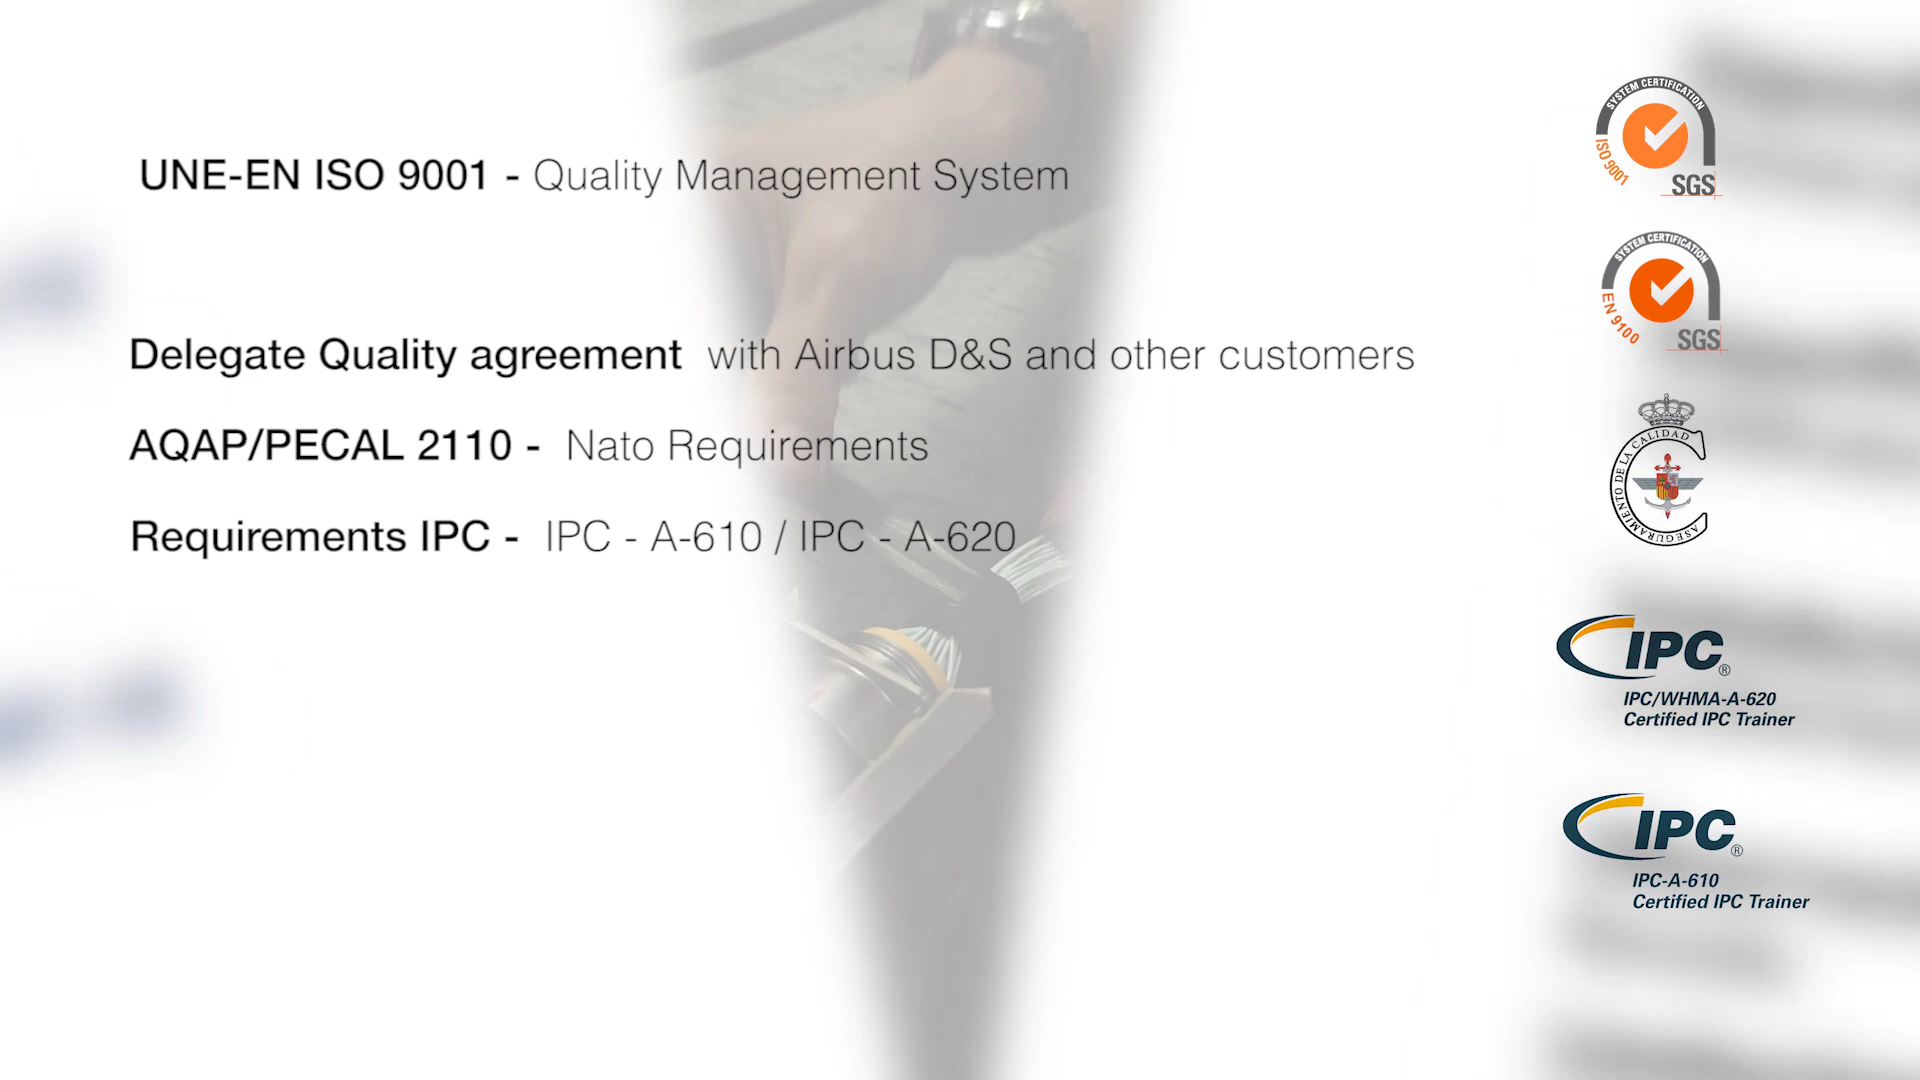 UNE-EN ISO 9001 - Quality Management System
Delegate Quality agreement with Airbus D&S and other customers
AQAP/PECAL 2110 - Nato Requirements
Requirements IPC - IPC - A-610 / IPC - A-620
SYSTEM CERTIFICATION
ISO 9001
SGS
SYSTEM CERTIFICATION
EN 9100
SGS
ASEGURAMIENTO DE LA CALIDAD
IPC®
IPC/WHMA-A-620
Certified IPC Trainer
IPC®
IPC-A-610
Certified IPC Trainer